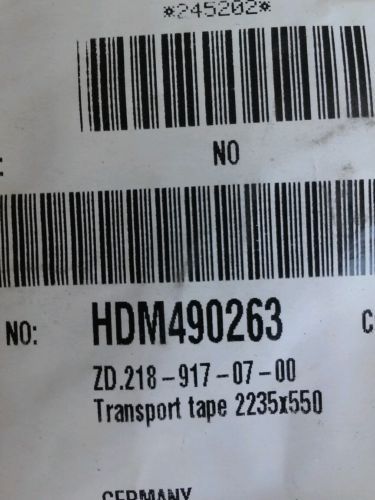 *245202*
NO
NO: HDM490263 C
ZD.218-917-07-00
Transport tape 2235x550
GERMANY